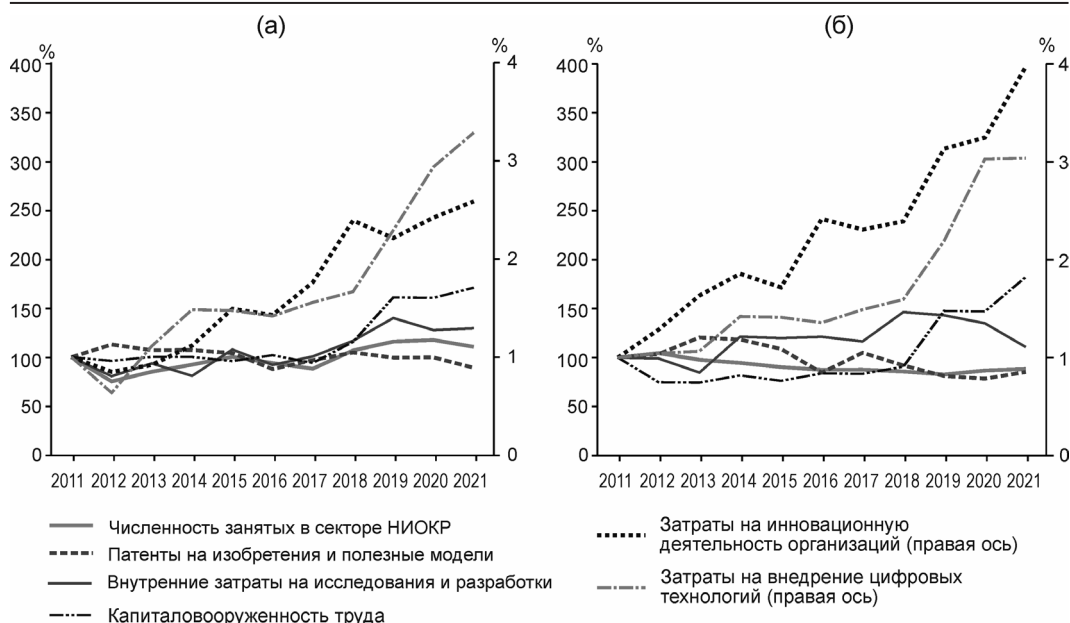 (а)
(б)
%
%
%
%
400
350
300
250
200
150
100
50
0
4
3
2
1
0
400
350
300
250
200
150
100
50
0
4
3
2
1
0
2011 2012 2013 2014 2015 2016 2017 2018 2019 2020 2021
2011 2012 2013 2014 2015 2016 2017 2018 2019 2020 2021
Численность занятых в секторе НИОКР
Патенты на изобретения и полезные модели
Внутренние затраты на исследования и разработки
Капиталовооруженность труда
Затраты на инновационную
деятельность организаций (правая ось)
Затраты на внедрение цифровых
технологий (правая ось)